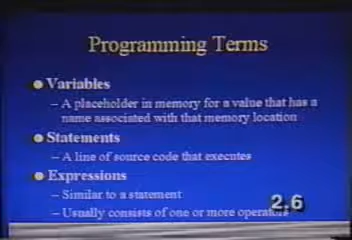 Programming Terms
Variables
– A placeholder in memory for a value that has a
name associated with that memory location
Statements
– A line of source code that executes
Expressions
– Similar to a statement
2.6
– Usually consists of one or more operators